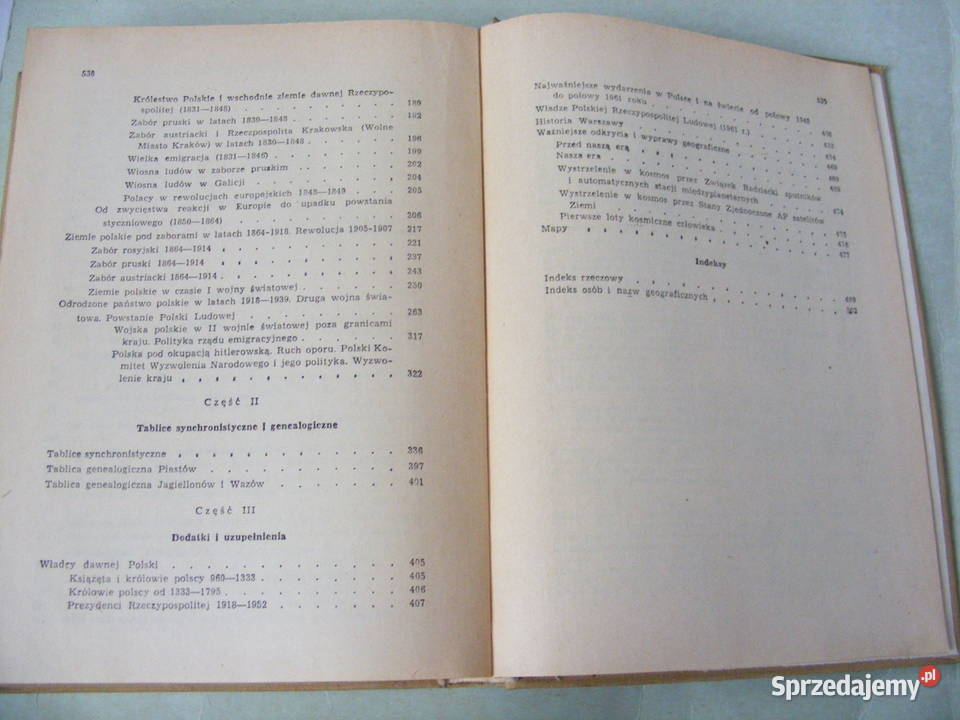 538
Królestwo Polskie i wschodnie ziemie dawnej Rzeczypo-
spolitej (1831—1848) . . . . . . . . . 189
Zabór pruski w latach 1830—1848 . . . . . . 192
Zabór austriacki i Rzeczpospolita Krakowska (Wolne
Miasto Kraków) w latach 1830—1848 . . . . . 196
Wielka emigracja (1831—1846) . . . . . . . 199
Wiosna ludów w zaborze pruskim . . . . . . 202
Wiosna ludów w Galicji . . . . . . . . 204
Polacy w rewolucjach europejskich 1848—1849 . . . 205
Od zwycięstwa reakcji w Europie do upadku powstania
styczniowego (1850—1864) . . . . . . . . 206
Ziemie polskie pod zaborami w latach 1864-1918. Rewolucja 1905-1907 217
Zabór rosyjski 1864—1914 . . . . . . . . 221
Zabór pruski 1864—1914 . . . . . . . . 237
Zabór austriacki 1864—1914 . . . . . . . . 243
Ziemie polskie w czasie I wojny światowej . . . . 250
Odrodzone państwo polskie w latach 1918—1939. Druga wojna świa-
towa. Powstanie Polski Ludowej . . . . . . . 263
Wojska polskie w II wojnie światowej poza granicami
kraju. Polityka rządu emigracyjnego . . . . . 317
Polska pod okupacją hitlerowską. Ruch oporu. Polski Ko-
mitet Wyzwolenia Narodowego i jego polityka. Wyzwo-
lenie kraju . . . . . . . . . . . 322
Część II
Tablice synchronistyczne i genealogiczne
Tablice synchronistyczne . . . . . . . . . . 336
Tablica genealogiczna Piastów . . . . . . . . . 397
Tablica genealogiczna Jagiellonów i Wazów . . . . . . 401
Część III
Dodatki i uzupełnienia
Władcy dawnej Polski . . . . . . . . . . . 405
Książęta i królowie polscy 960—1333 . . . . . . . 405
Królowie polscy od 1333—1795 . . . . . . . . 406
Prezydenci Rzeczypospolitej 1918—1952 . . . . . . 407
539
Najważniejsze wydarzenia w Polsce i na świecie od połowy 1945
do połowy 1961 roku . . . . . . . . . 408
Władze Polskiej Rzeczypospolitej Ludowej (1961 r.) . . . .
Historia Warszawy . . . . . . . . . .
Ważniejsze odkrycia i wyprawy geograficzne . . . . .
Przed naszą erą . . . . . . . . . .
Nasza era . . . . . . . . . .
Wystrzelenie w kosmos przez Związek Radziecki sputników
i automatycznych stacji międzyplanetarnych . . . . 474
Wystrzelenie w kosmos przez Stany Zjednoczone AP satelitów
Ziemi . . . . . . . . . . 475
Pierwsze loty kosmiczne człowieka . . . . . . 476
Mapy . . . . . . . . . . . 477
Indeksy
Indeks rzeczowy . . . . . . . . . .
Indeks osób i nazw geograficznych . . . . . . .
Sprzedajemy.pl